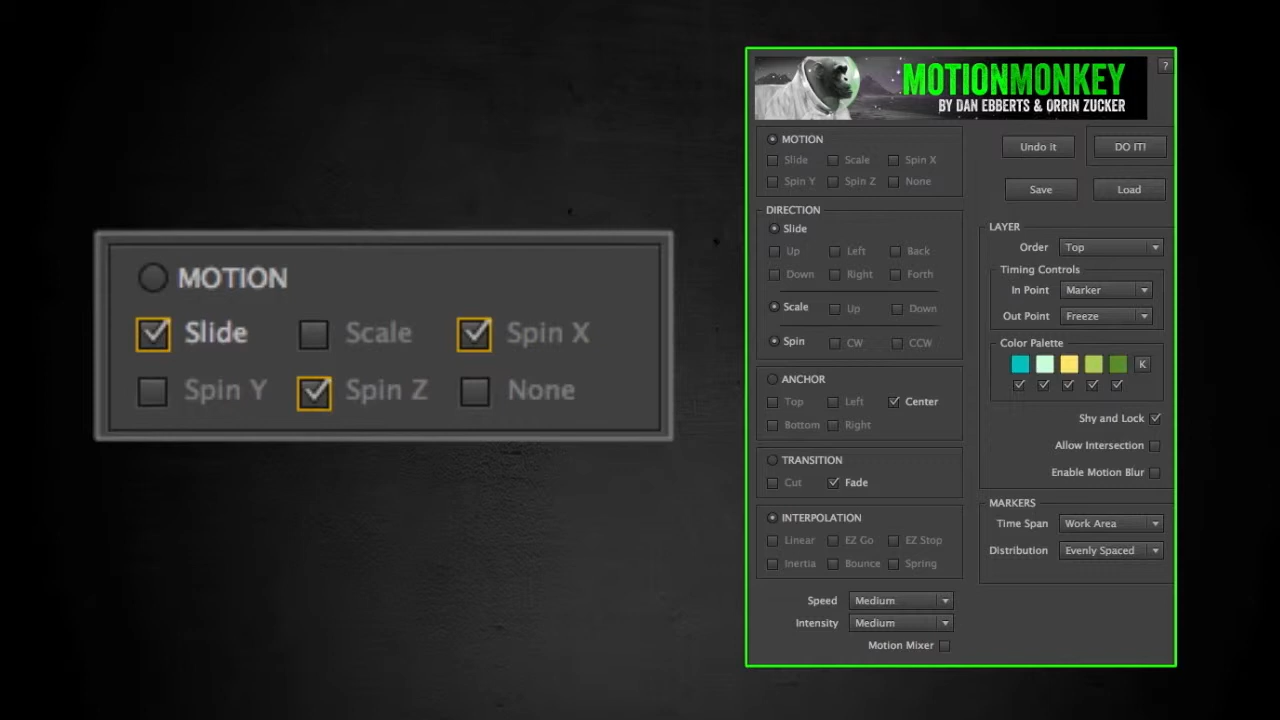 MOTION
Slide Scale Spin X
Spin Y Spin Z None
MOTIONMONKEY
BY DAN EBBERTS & ORRIN ZUCKER
?
MOTION
Slide Scale Spin X
Spin Y Spin Z None
DIRECTION
Slide
Up Left Back
Down Right Forth
Scale Up Down
Spin CW CCW
ANCHOR
Top Left Center
Bottom Right
TRANSITION
Cut Fade
INTERPOLATION
Linear EZ Go EZ Stop
Inertia Bounce Spring
Speed Medium
Intensity Medium
Motion Mixer
Undo it DO IT!
Save Load
LAYER
Order Top
Timing Controls
In Point Marker
Out Point Freeze
Color Palette
K
Shy and Lock
Allow Intersection
Enable Motion Blur
MARKERS
Time Span Work Area
Distribution Evenly Spaced